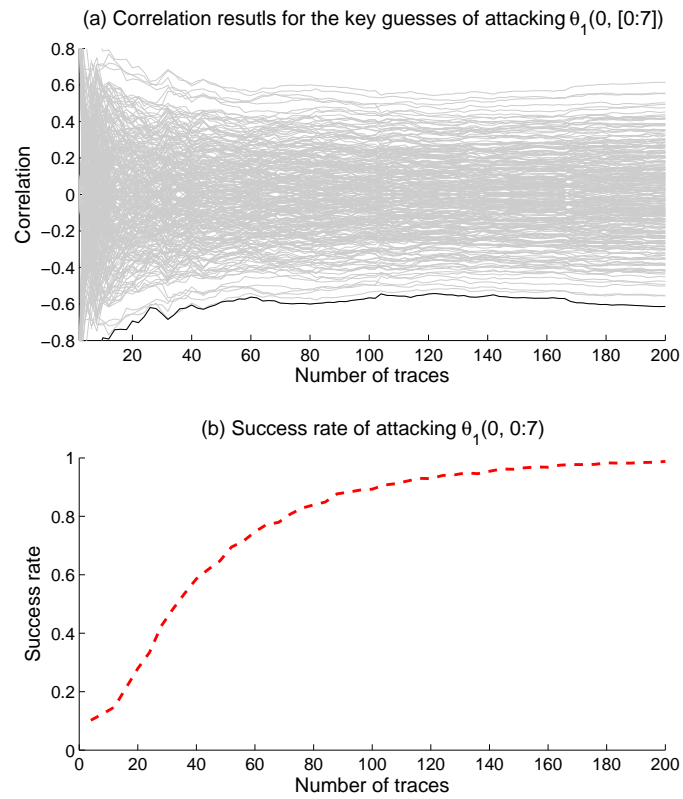 (a) Correlation resutls for the key guesses of attacking θ₁(0, [0:7])
0.8
0.6
0.4
0.2
0
−0.2
−0.4
−0.6
−0.8
Correlation
20 40 60 80 100 120 140 160 180 200
Number of traces
(b) Success rate of attacking θ₁(0, 0:7)
1
0.8
0.6
0.4
0.2
0
Success rate
0 20 40 60 80 100 120 140 160 180 200
Number of traces